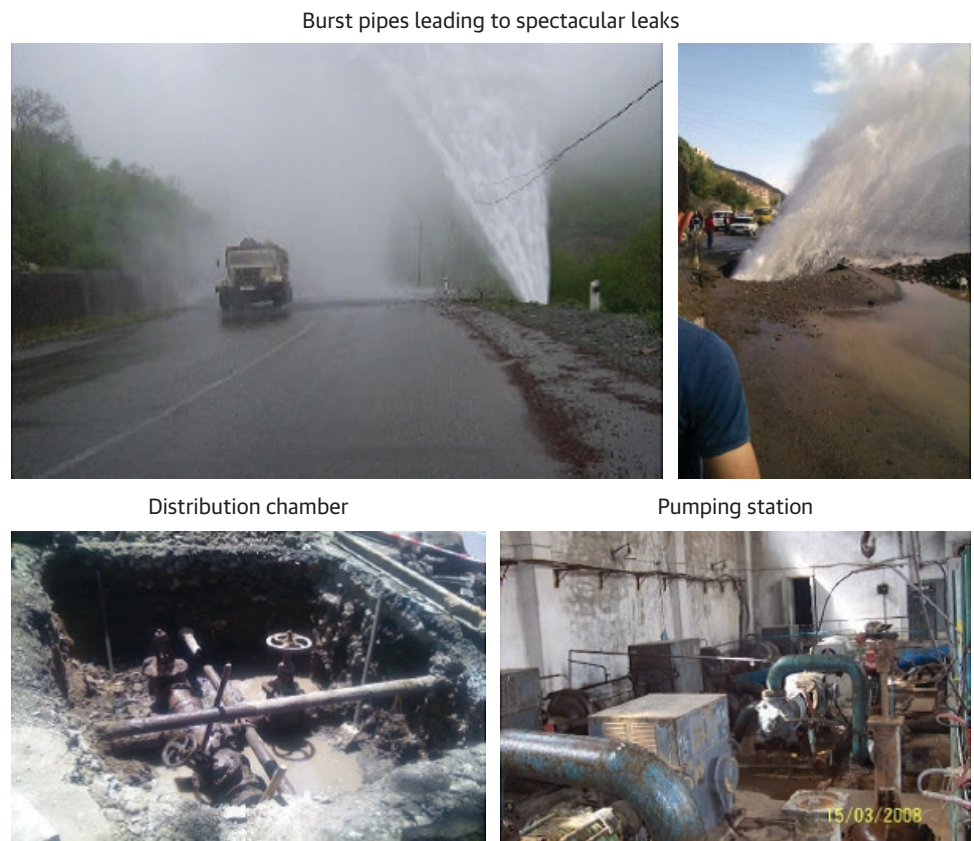 Burst pipes leading to spectacular leaks
Distribution chamber
Pumping station
15/03/2008